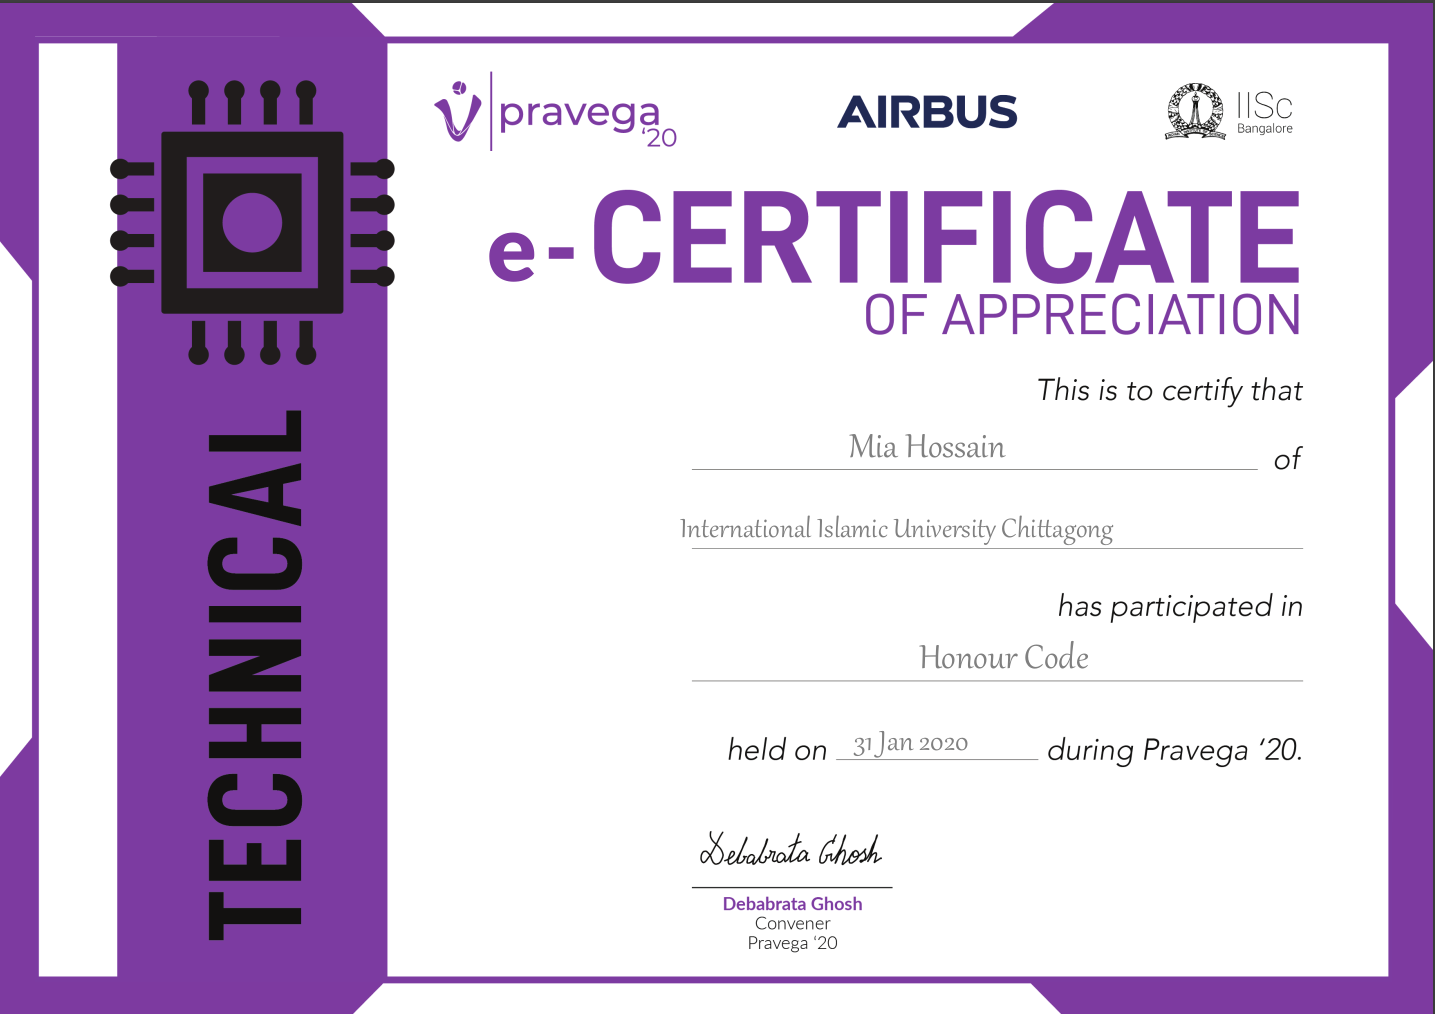 pravega
'20
AIRBUS
IISc
Bangalore
e-CERTIFICATE
OF APPRECIATION
This is to certify that
Mia Hossain of
International Islamic University Chittagong
has participated in
Honour Code
held on 31 Jan 2020 during Pravega ‘20.
Debabrata Ghosh
Debabrata Ghosh
Convener
Pravega ‘20
TECHNICAL